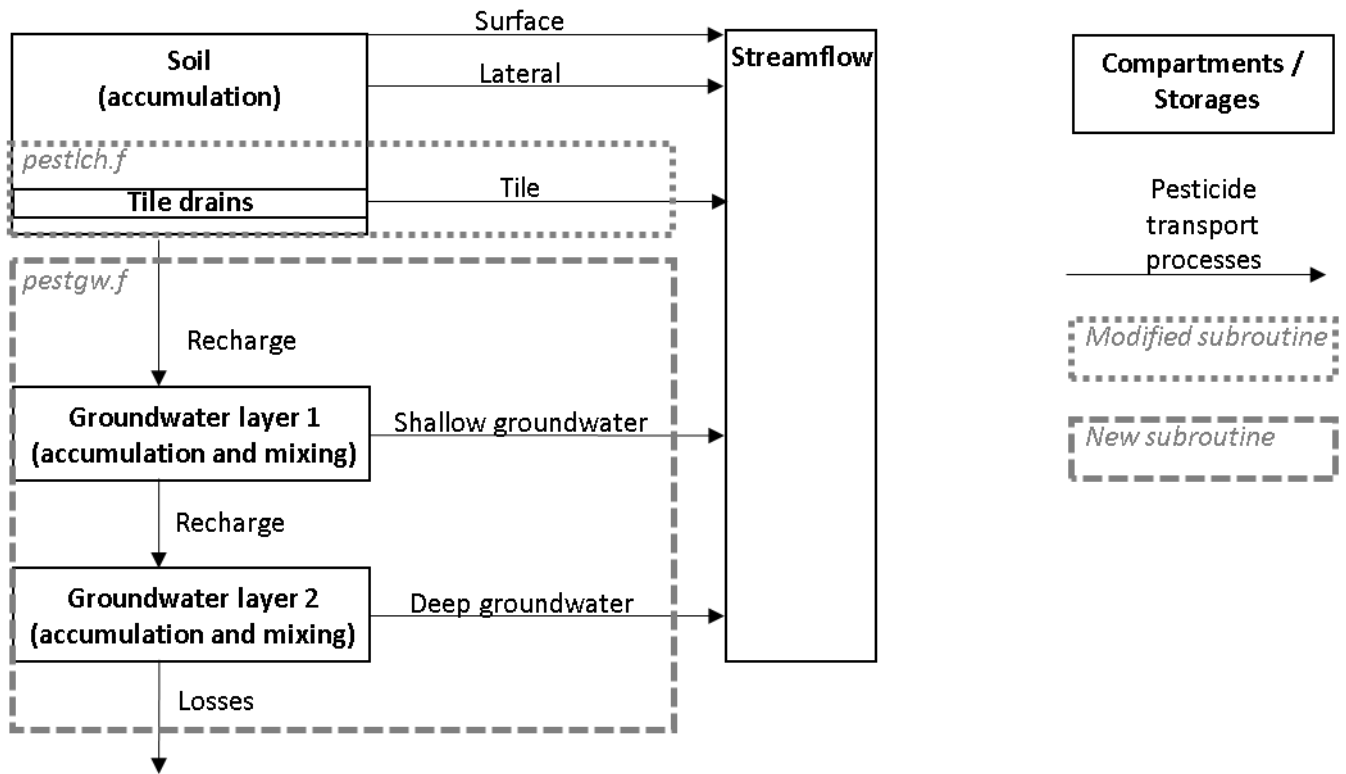 Surface
Soil
(accumulation)
Lateral
Streamflow
pestlch.f
Tile drains
Tile
pestgw.f
Recharge
Groundwater layer 1
(accumulation and mixing)
Shallow groundwater
Recharge
Groundwater layer 2
(accumulation and mixing)
Deep groundwater
Losses
Compartments /
Storages
Pesticide
transport
processes
Modified subroutine
New subroutine